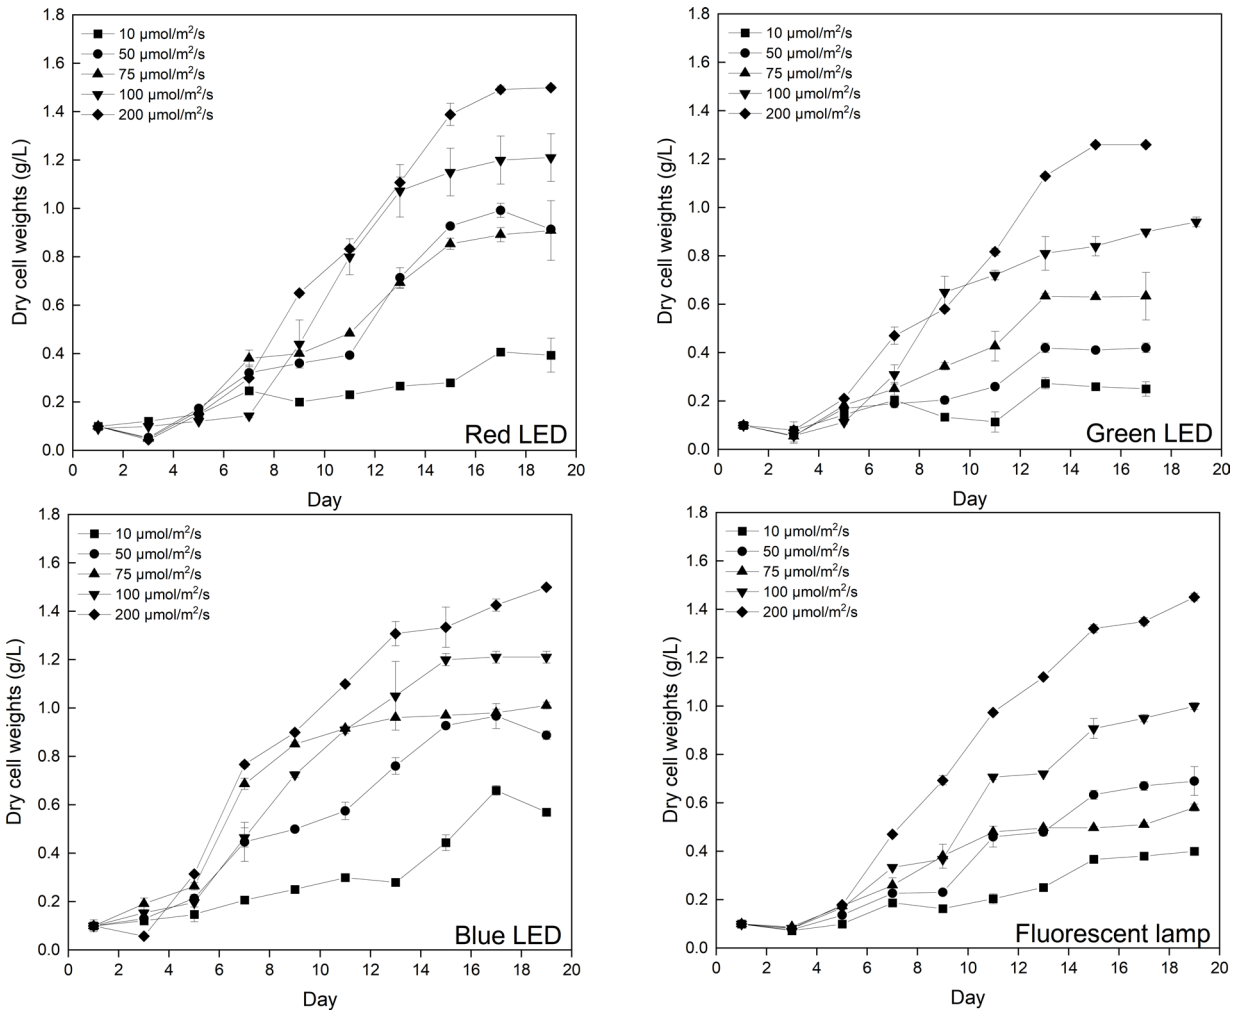 1.8
1.6
1.4
1.2
1.0
0.8
0.6
0.4
0.2
0.0
Dry cell weights (g/L)
10 µmol/m²/s
50 µmol/m²/s
75 µmol/m²/s
100 µmol/m²/s
200 µmol/m²/s
Red LED
0 2 4 6 8 10 12 14 16 18 20
Day
1.8
1.6
1.4
1.2
1.0
0.8
0.6
0.4
0.2
0.0
Dry cell weights (g/L)
10 µmol/m²/s
50 µmol/m²/s
75 µmol/m²/s
100 µmol/m²/s
200 µmol/m²/s
Green LED
0 2 4 6 8 10 12 14 16 18 20
Day
1.8
1.6
1.4
1.2
1.0
0.8
0.6
0.4
0.2
0.0
Dry cell weights (g/L)
10 µmol/m²/s
50 µmol/m²/s
75 µmol/m²/s
100 µmol/m²/s
200 µmol/m²/s
Blue LED
0 2 4 6 8 10 12 14 16 18 20
Day
1.8
1.6
1.4
1.2
1.0
0.8
0.6
0.4
0.2
0.0
Dry cell weights (g/L)
10 µmol/m²/s
50 µmol/m²/s
75 µmol/m²/s
100 µmol/m²/s
200 µmol/m²/s
Fluorescent lamp
0 2 4 6 8 10 12 14 16 18 20
Day